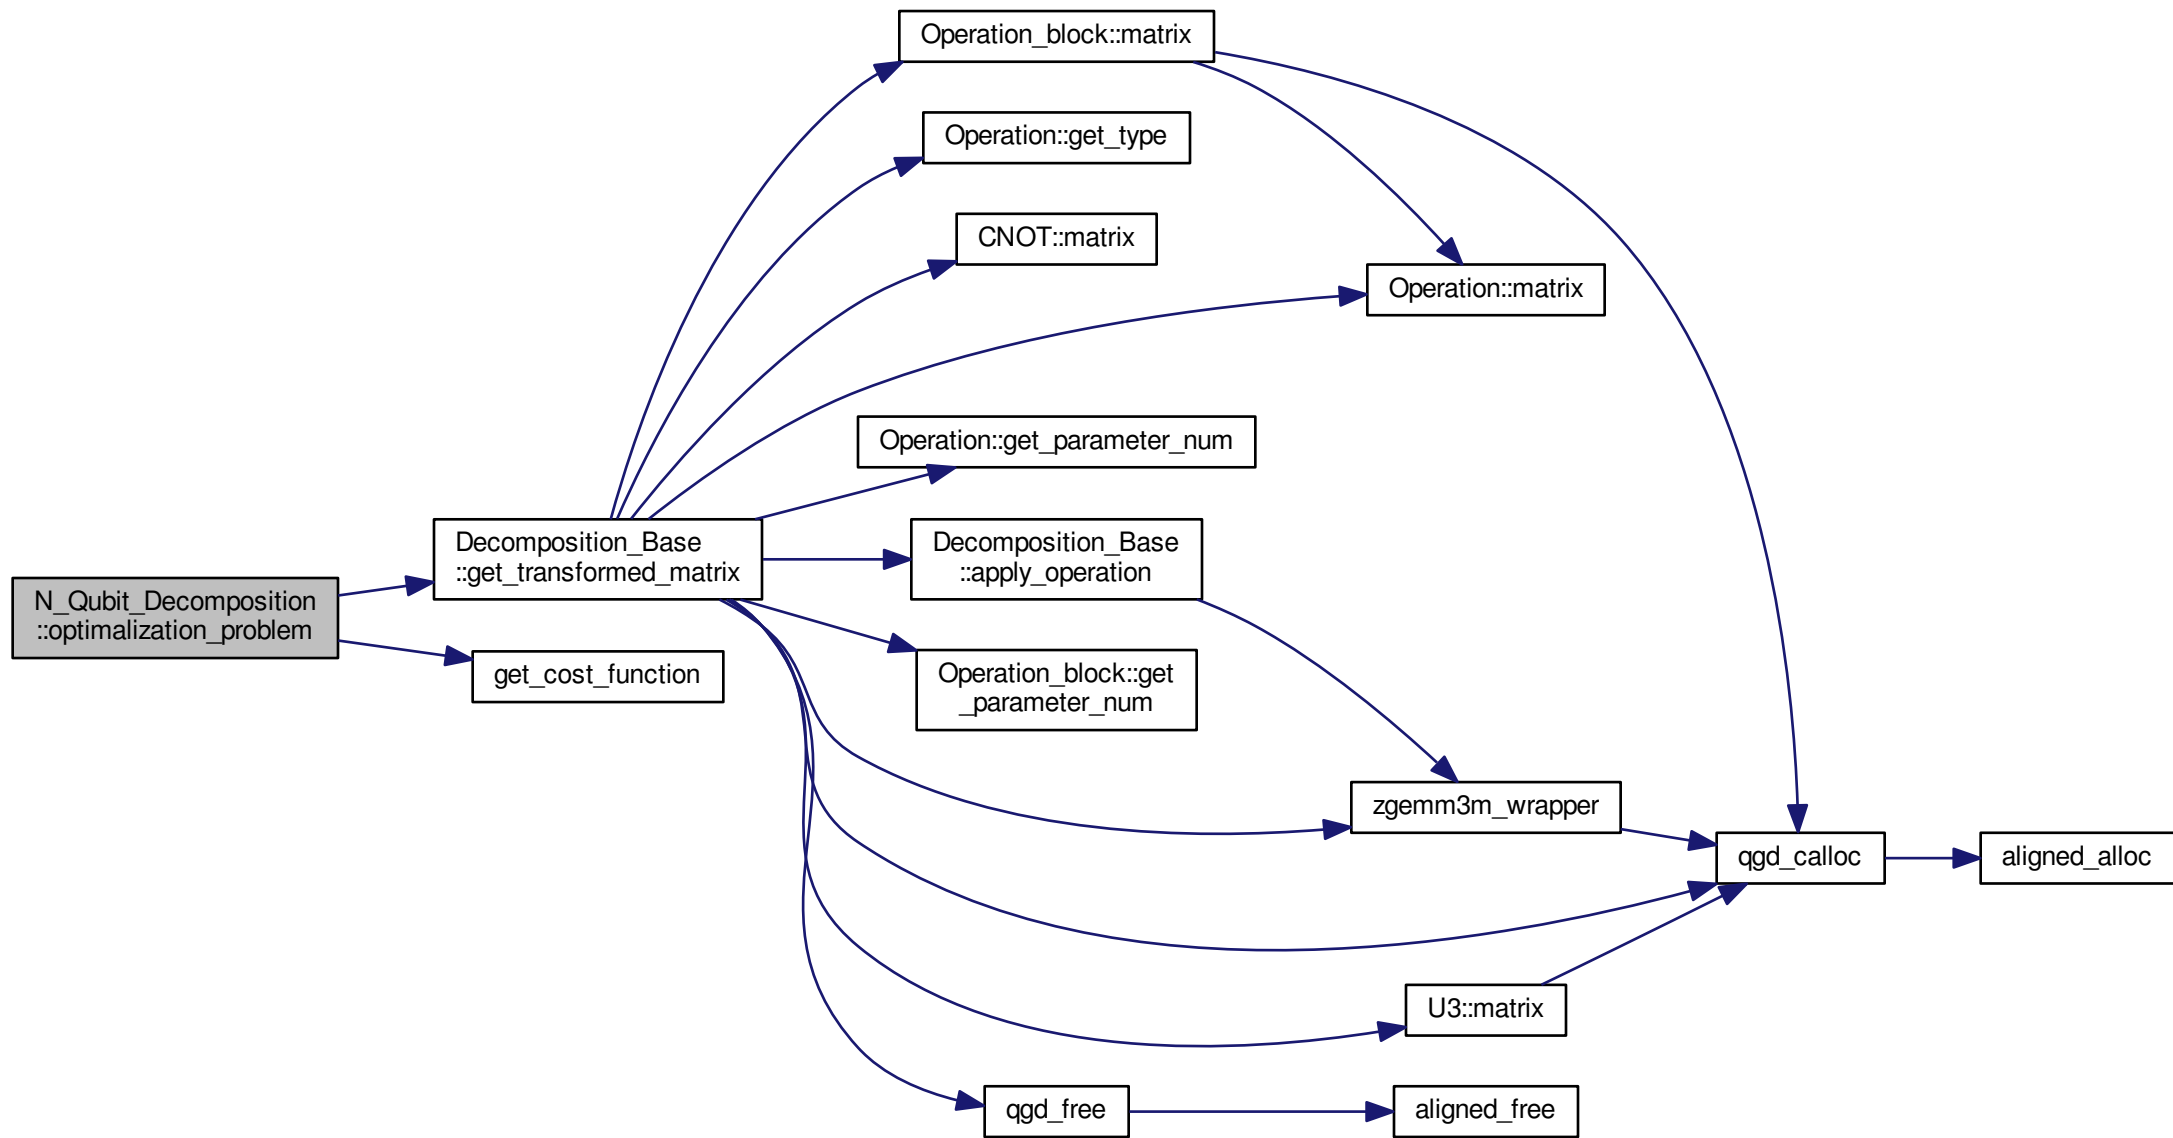 Operation_block::matrix
Operation::get_type
CNOT::matrix
Operation::matrix
Operation::get_parameter_num
Decomposition_Base
::get_transformed_matrix
Decomposition_Base
::apply_operation
N_Qubit_Decomposition
::optimalization_problem
get_cost_function
Operation_block::get
_parameter_num
zgemm3m_wrapper
qgd_calloc
aligned_alloc
U3::matrix
qgd_free
aligned_free